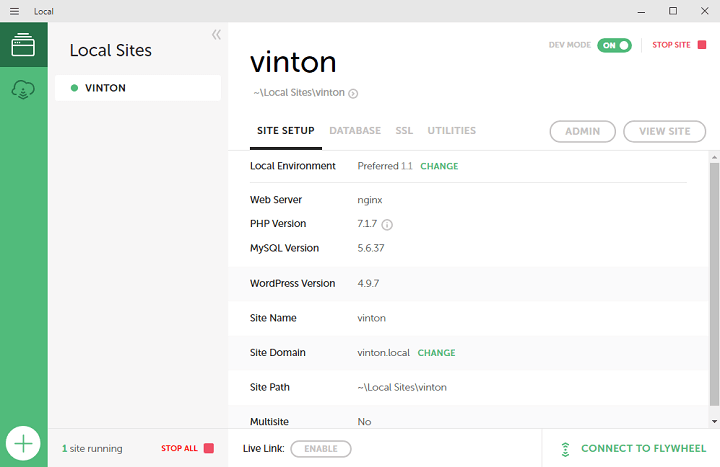 Local
Local Sites
VINTON
vinton
~\Local Sites\vinton
DEV MODE ON STOP SITE
SITE SETUP DATABASE SSL UTILITIES ADMIN VIEW SITE
Local Environment Preferred 1.1 CHANGE
Web Server nginx
PHP Version 7.1.7
MySQL Version 5.6.37
WordPress Version 4.9.7
Site Name vinton
Site Domain vinton.local CHANGE
Site Path ~\Local Sites\vinton
Multisite No
1 site running STOP ALL
Live Link: ENABLE
CONNECT TO FLYWHEEL